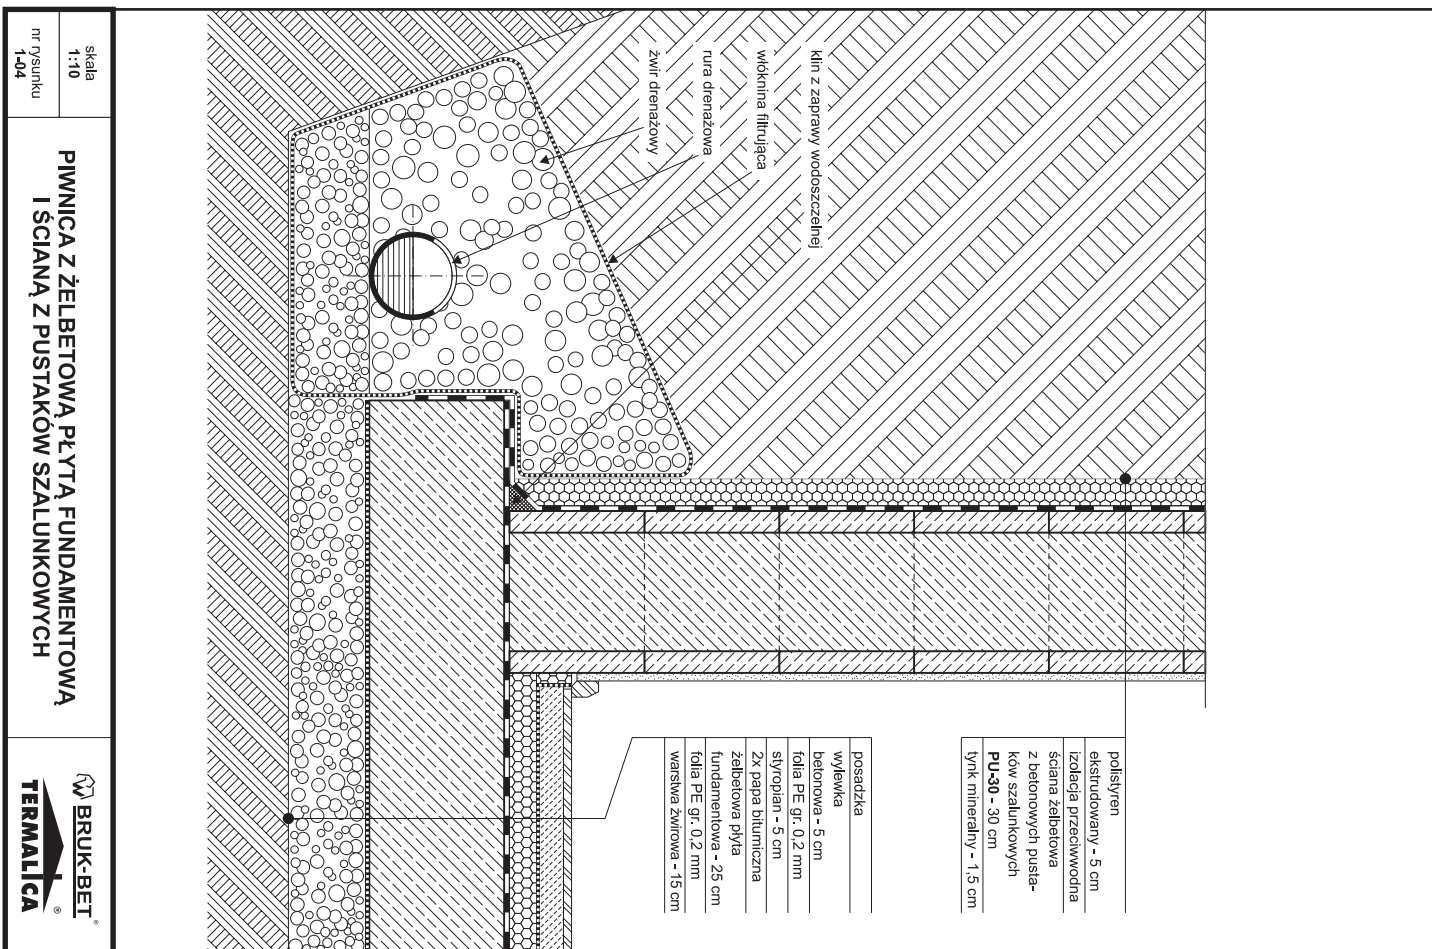 klin z zaprawy wodoszczelnej
włóknina filtrująca
rura drenażowa
żwir drenażowy
polistyren
ekstrudowany - 5 cm
izolacja przeciwwodna
ściana żelbetowa
z betonowych pusta-
ków szalunkowych
PU-30 - 30 cm
tynk mineralny - 1,5 cm
posadzka
wylewka
betonowa - 5 cm
folia PE gr. 0,2 mm
styropian - 5 cm
2x papa bitumiczna
żelbetowa płyta
fundamentowa - 25 cm
folia PE gr. 0,2 mm
warstwa żwirowa - 15 cm
skala
1:10
nr rysunku
1-04
PIWNICA Z ŻELBETOWĄ PŁYTĄ FUNDAMENTOWĄ
I ŚCIANĄ Z PUSTAKÓW SZALUNKOWYCH
BRUK-BET®
TERMALICA®